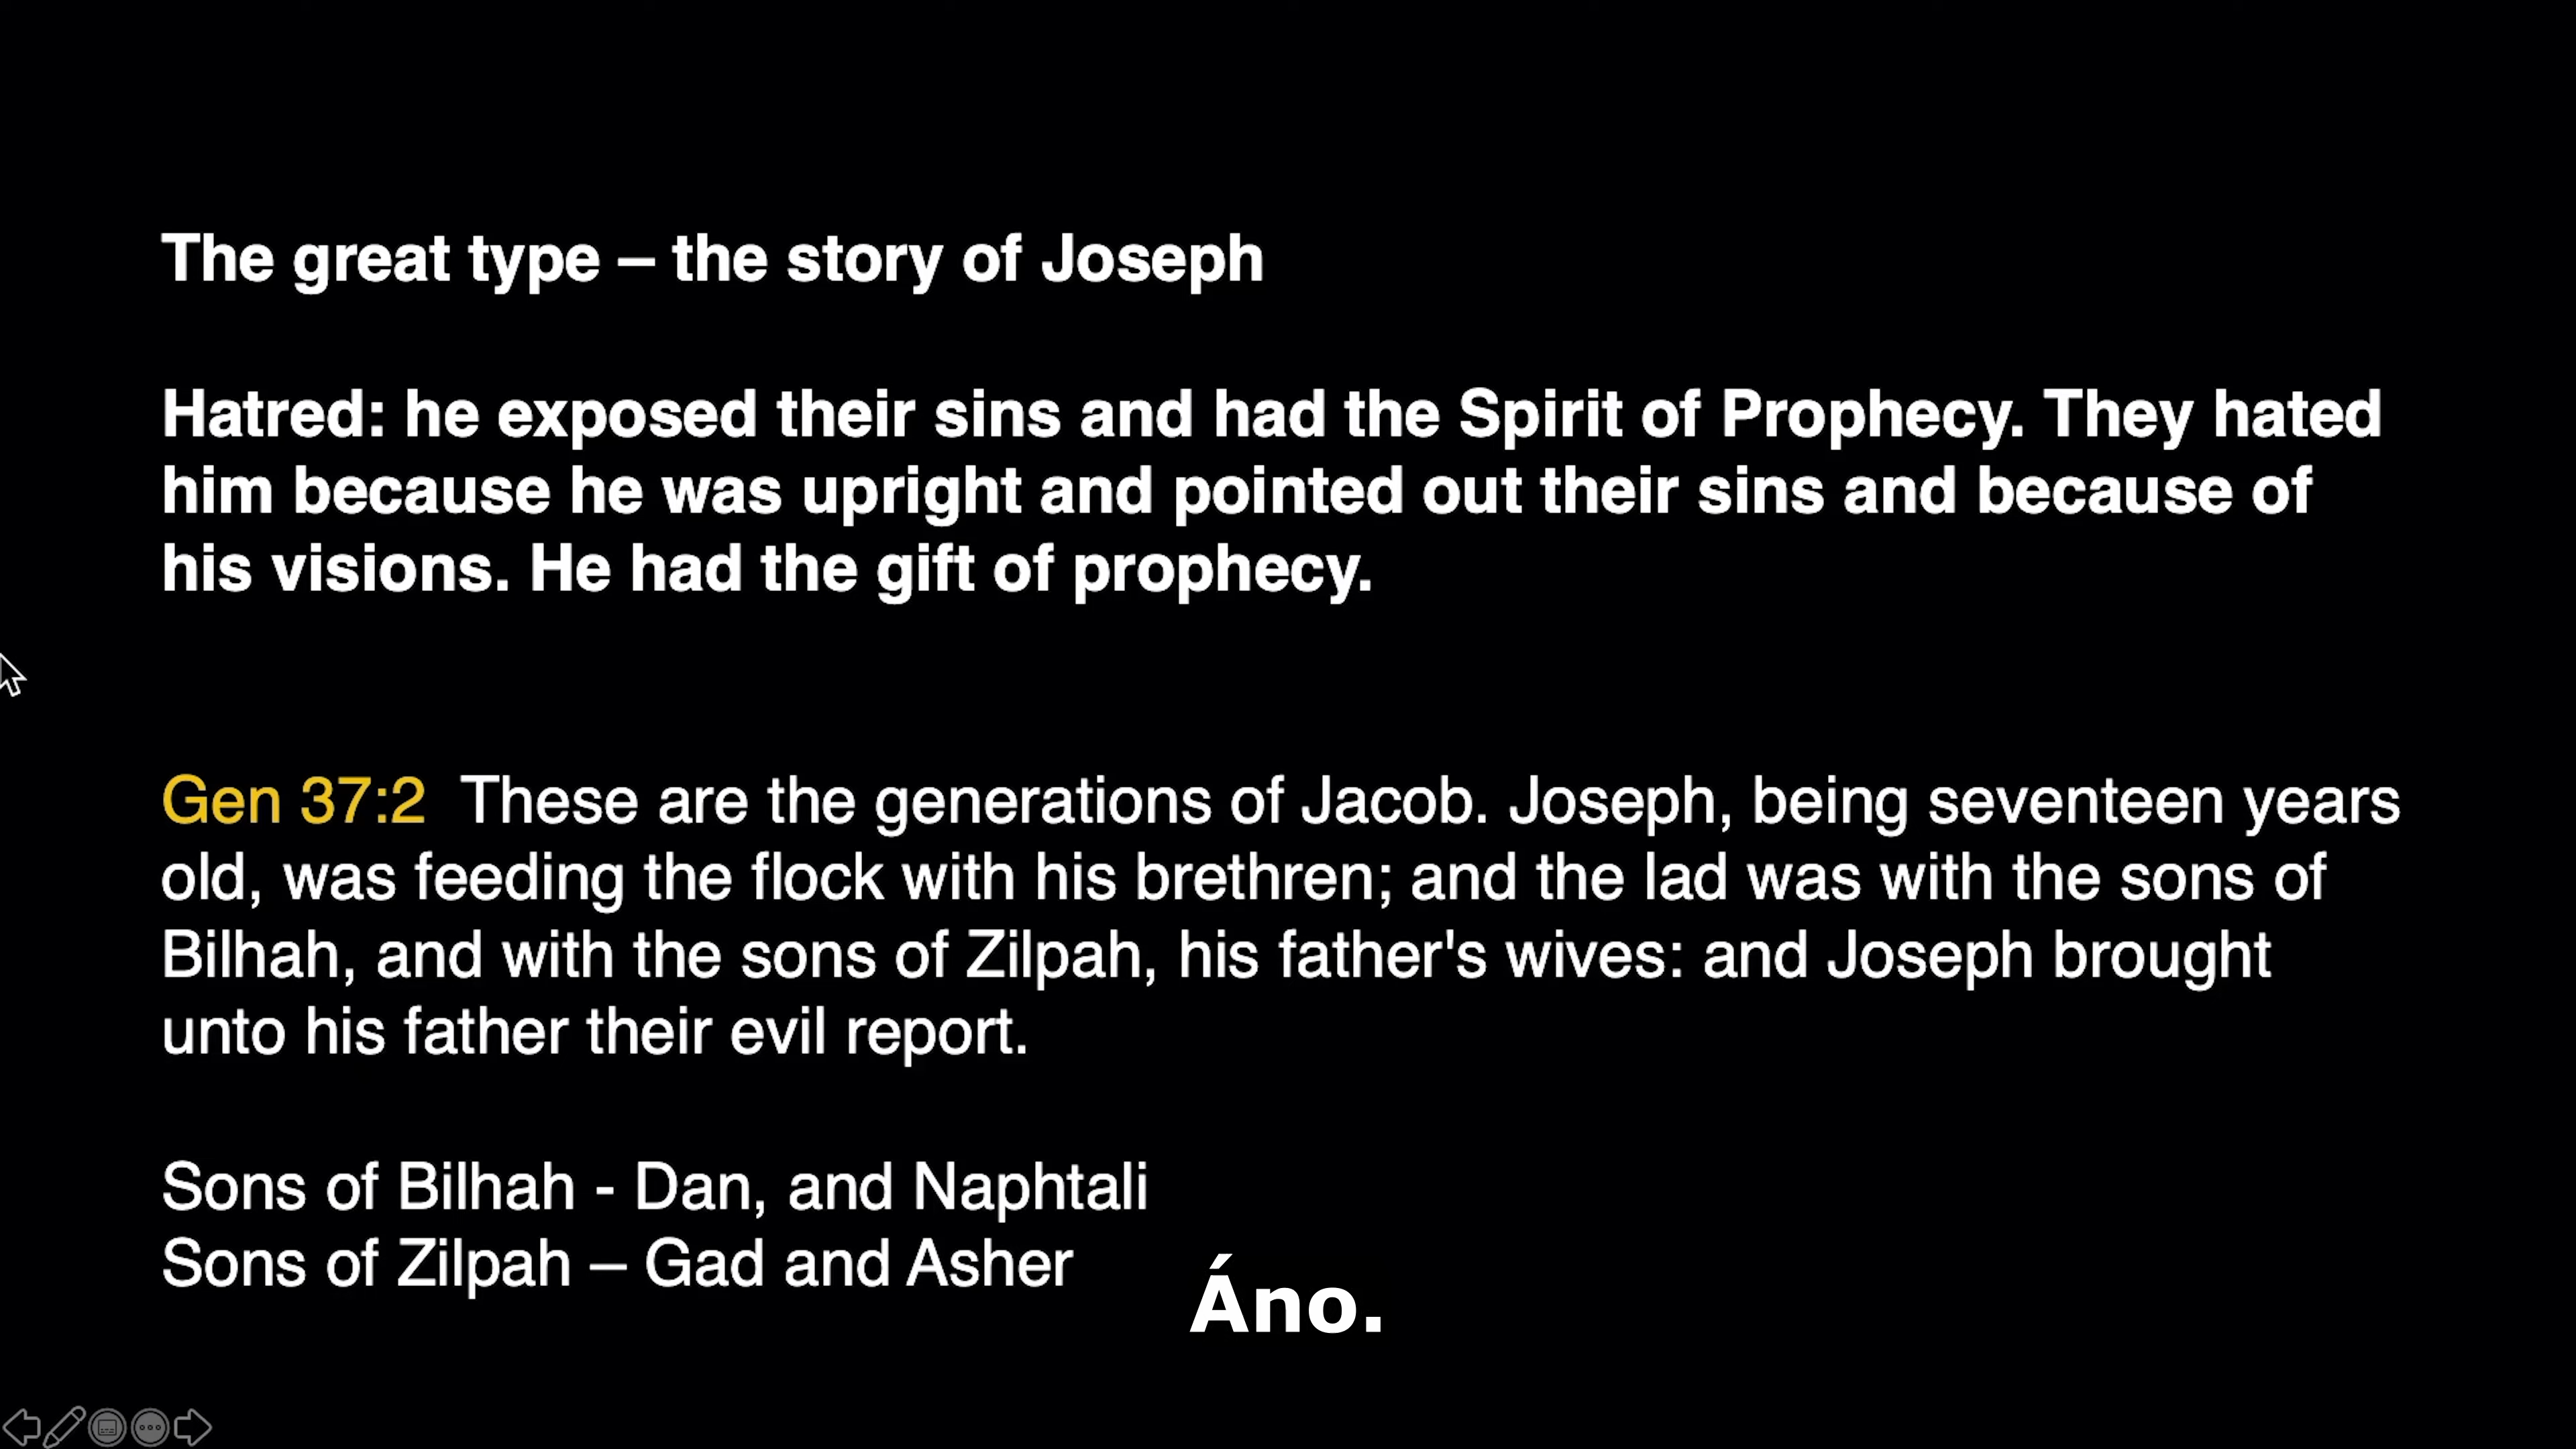 The great type – the story of Joseph
Hatred: he exposed their sins and had the Spirit of Prophecy. They hated
him because he was upright and pointed out their sins and because of
his visions. He had the gift of prophecy.
Gen 37:2  These are the generations of Jacob. Joseph, being seventeen years
old, was feeding the flock with his brethren; and the lad was with the sons of
Bilhah, and with the sons of Zilpah, his father's wives: and Joseph brought
unto his father their evil report.
Sons of Bilhah - Dan, and Naphtali
Sons of Zilpah – Gad and Asher
Áno.